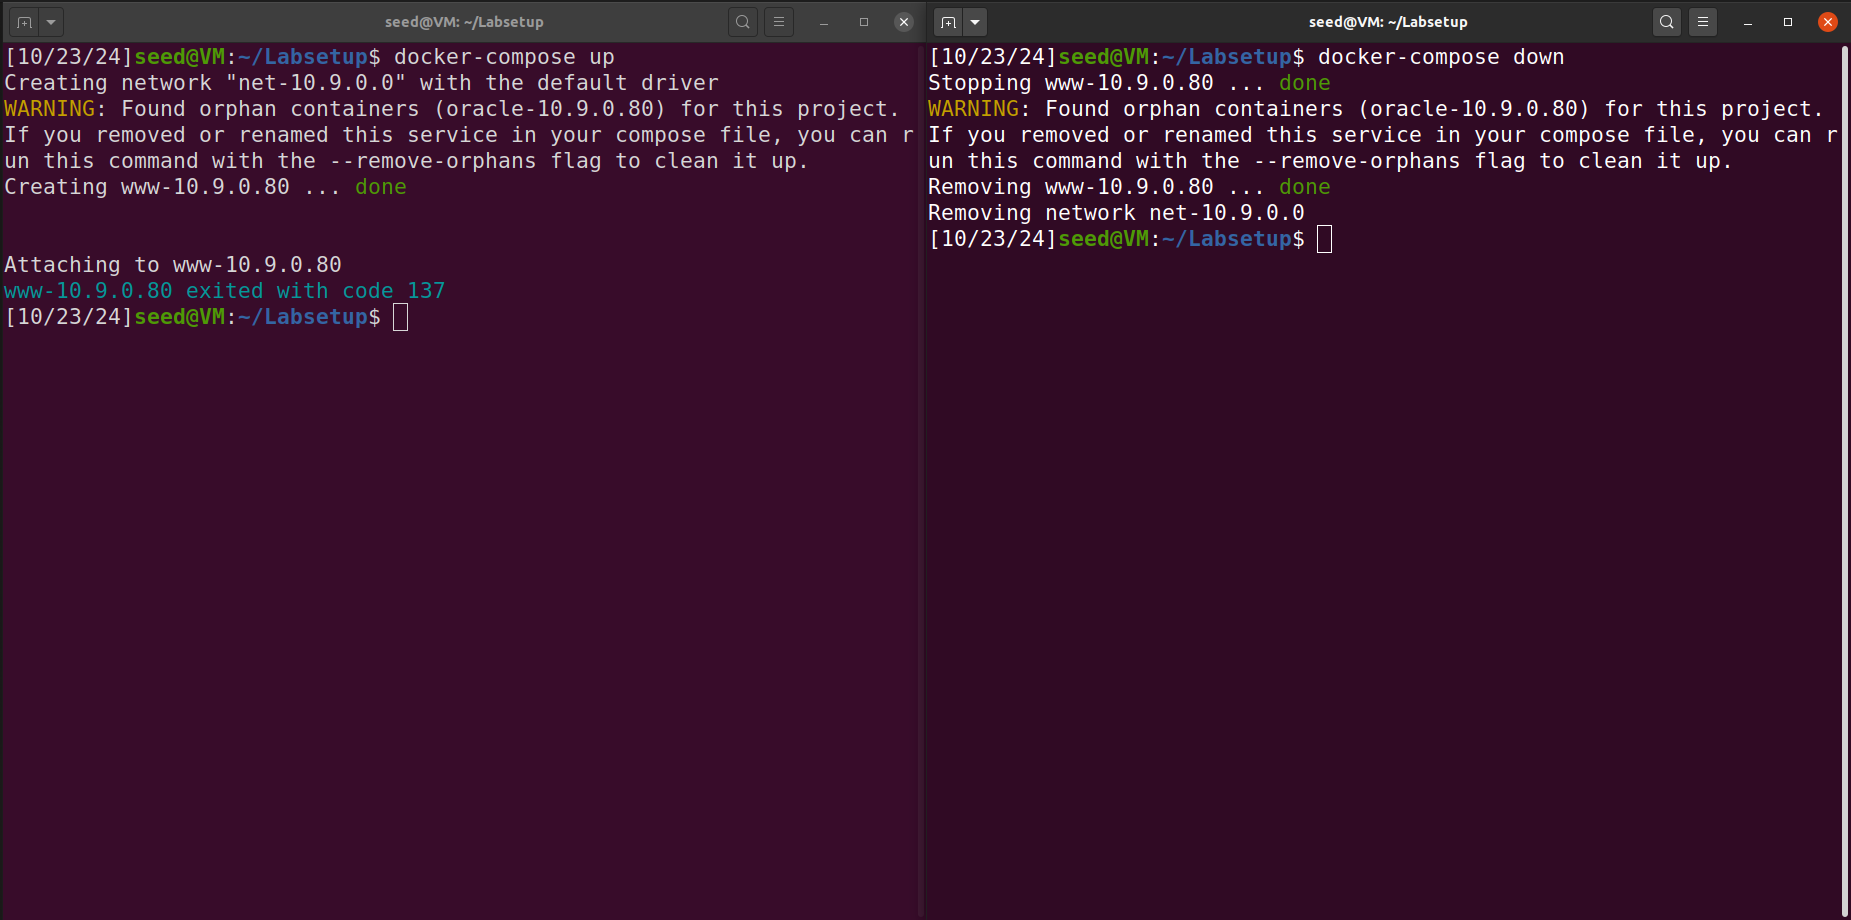 seed@VM: ~/Labsetup
[10/23/24]seed@VM:~/Labsetup$ docker-compose up
Creating network "net-10.9.0.0" with the default driver
WARNING: Found orphan containers (oracle-10.9.0.80) for this project.
If you removed or renamed this service in your compose file, you can r
un this command with the --remove-orphans flag to clean it up.
Creating www-10.9.0.80 ... done
Attaching to www-10.9.0.80
www-10.9.0.80 exited with code 137
[10/23/24]seed@VM:~/Labsetup$
seed@VM: ~/Labsetup
[10/23/24]seed@VM:~/Labsetup$ docker-compose down
Stopping www-10.9.0.80 ... done
WARNING: Found orphan containers (oracle-10.9.0.80) for this project.
If you removed or renamed this service in your compose file, you can r
un this command with the --remove-orphans flag to clean it up.
Removing www-10.9.0.80 ... done
Removing network net-10.9.0.0
[10/23/24]seed@VM:~/Labsetup$